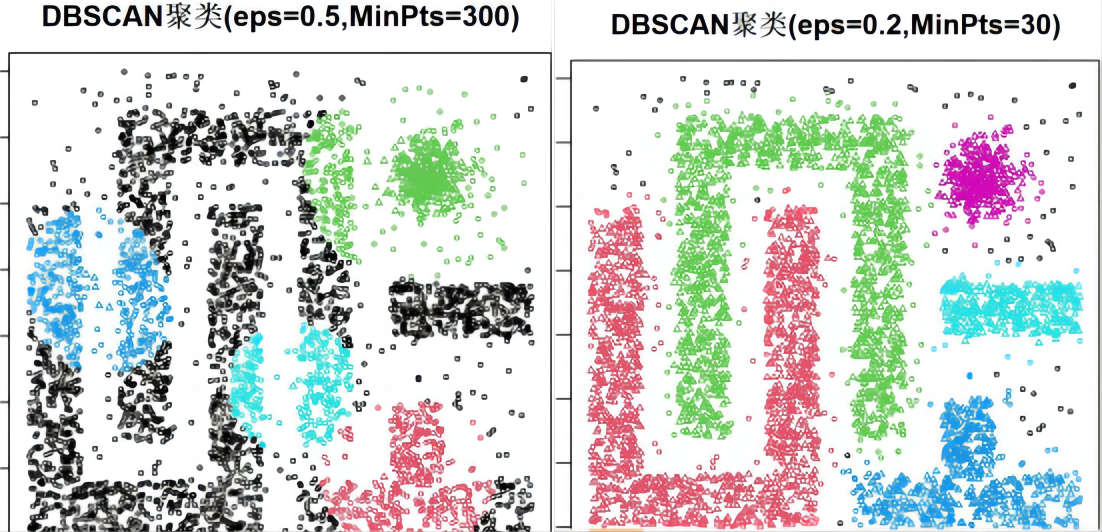 DBSCAN聚类(eps=0.5,MinPts=300)
DBSCAN聚类(eps=0.2,MinPts=30)